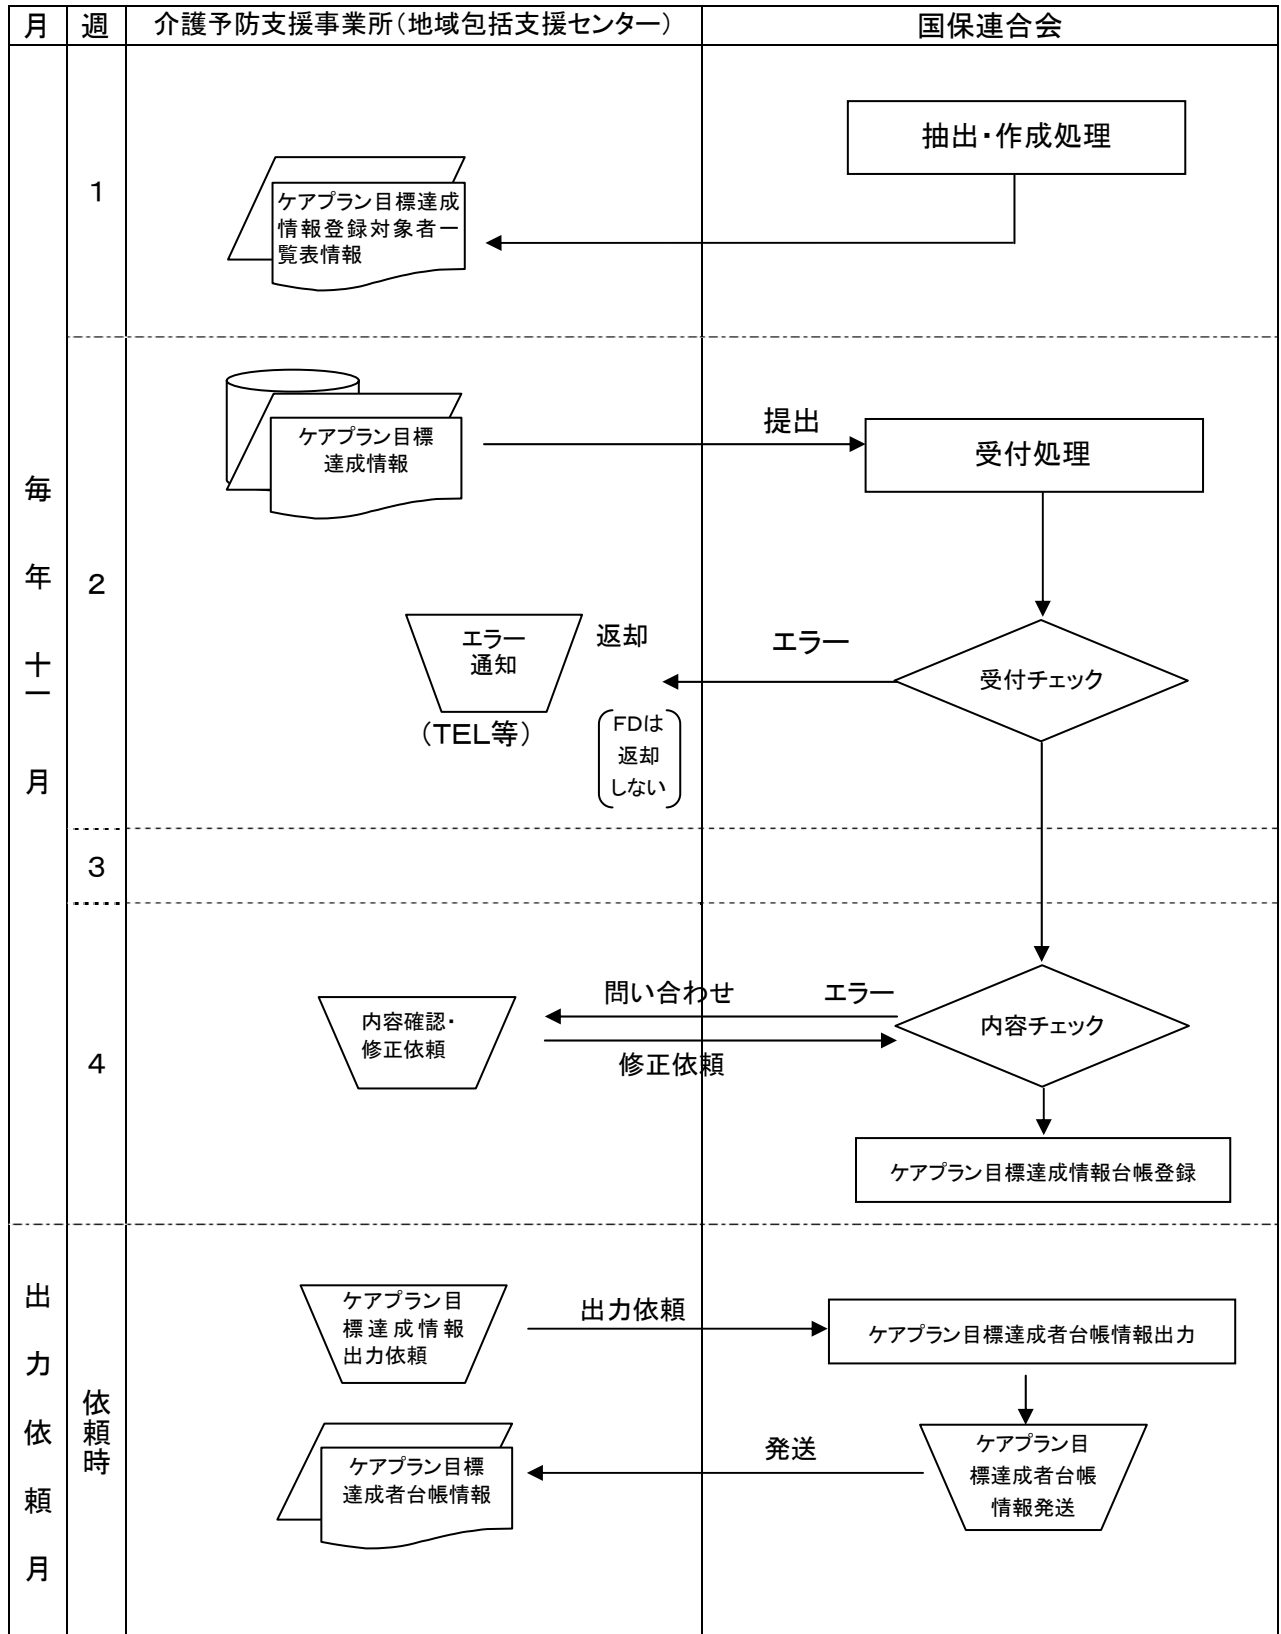 月 週 介護予防支援事業所（地域包括支援センター） 国保連合会
毎年十一月
1
抽出・作成処理
ケアプラン目標達成
情報登録対象者一
覧表情報
2
ケアプラン目標
達成情報
提出
受付処理
エラー
通知
（TEL等）
返却
エラー
受付チェック
FDは
返却
しない
3
4
内容確認・
修正依頼
問い合わせ
エラー
修正依頼
内容チェック
ケアプラン目標達成情報台帳登録
出力依頼月
依頼時
ケアプラン目
標達成情報
出力依頼
出力依頼
ケアプラン目標達成者台帳情報出力
ケアプラン目標
達成者台帳情報
発送
ケアプラン目
標達成者台帳
情報発送